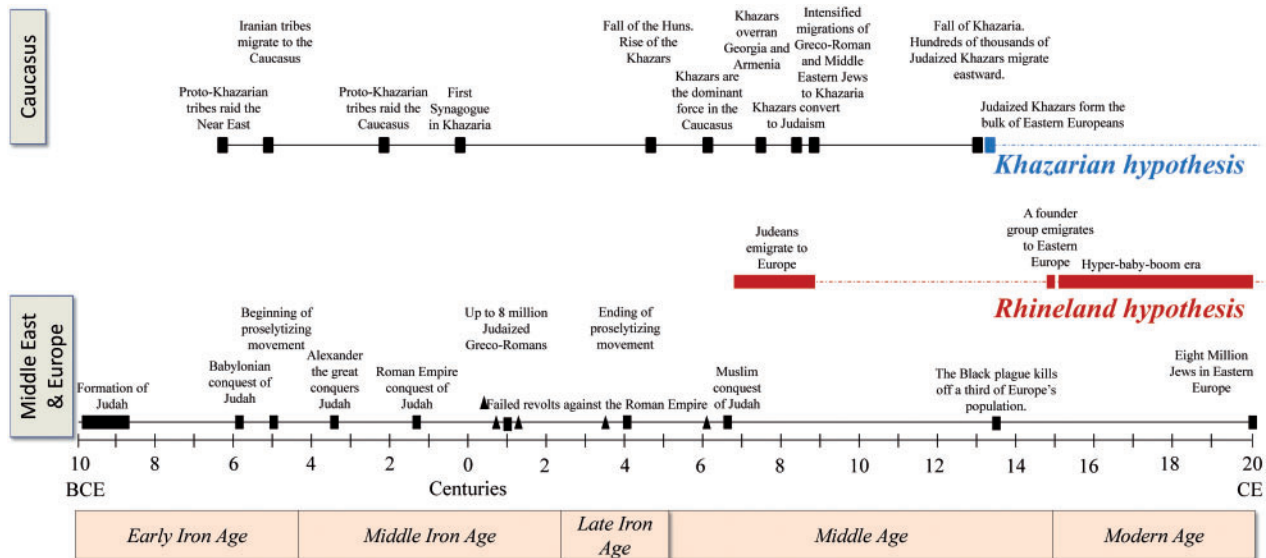 Caucasus
Iranian tribes
migrate to the
Caucasus
Proto-Khazarian
tribes raid the
Near East
Proto-Khazarian
tribes raid the
Caucasus
First
Synagogue
in Khazaria
Fall of the Huns.
Rise of the
Khazars
Khazars are
the dominant
force in the
Caucasus
Khazars
overran
Georgia and
Armenia
Khazars convert
to Judaism
Intensified
migrations of
Greco-Roman
and Middle
Eastern Jews
to Khazaria
Fall of Khazaria.
Hundreds of thousands of
Judaized Khazars migrate
eastward.
Judaized Khazars form the
bulk of Eastern Europeans
Khazarian hypothesis
Judeans
emigrate to
Europe
A founder
group emigrates
to Eastern
Europe
Hyper-baby-boom era
Rhineland hypothesis
Middle East
& Europe
Formation of
Judah
Babylonian
conquest of
Judah
Beginning of
proselytizing
movement
Alexander
the great
conquers
Judah
Roman Empire
conquest of
Judah
Up to 8 million
Judaized
Greco-Romans
Failed revolts against the Roman Empire
Ending of
proselytizing
movement
Muslim
conquest
of Judah
The Black plague kills
off a third of Europe's
population.
Eight Million
Jews in Eastern
Europe
10 8 6 4 2 0 2 4 6 8 10 12 14 16 18 20
BCE Centuries CE
Early Iron Age
Middle Iron Age
Late Iron
Age
Middle Age
Modern Age